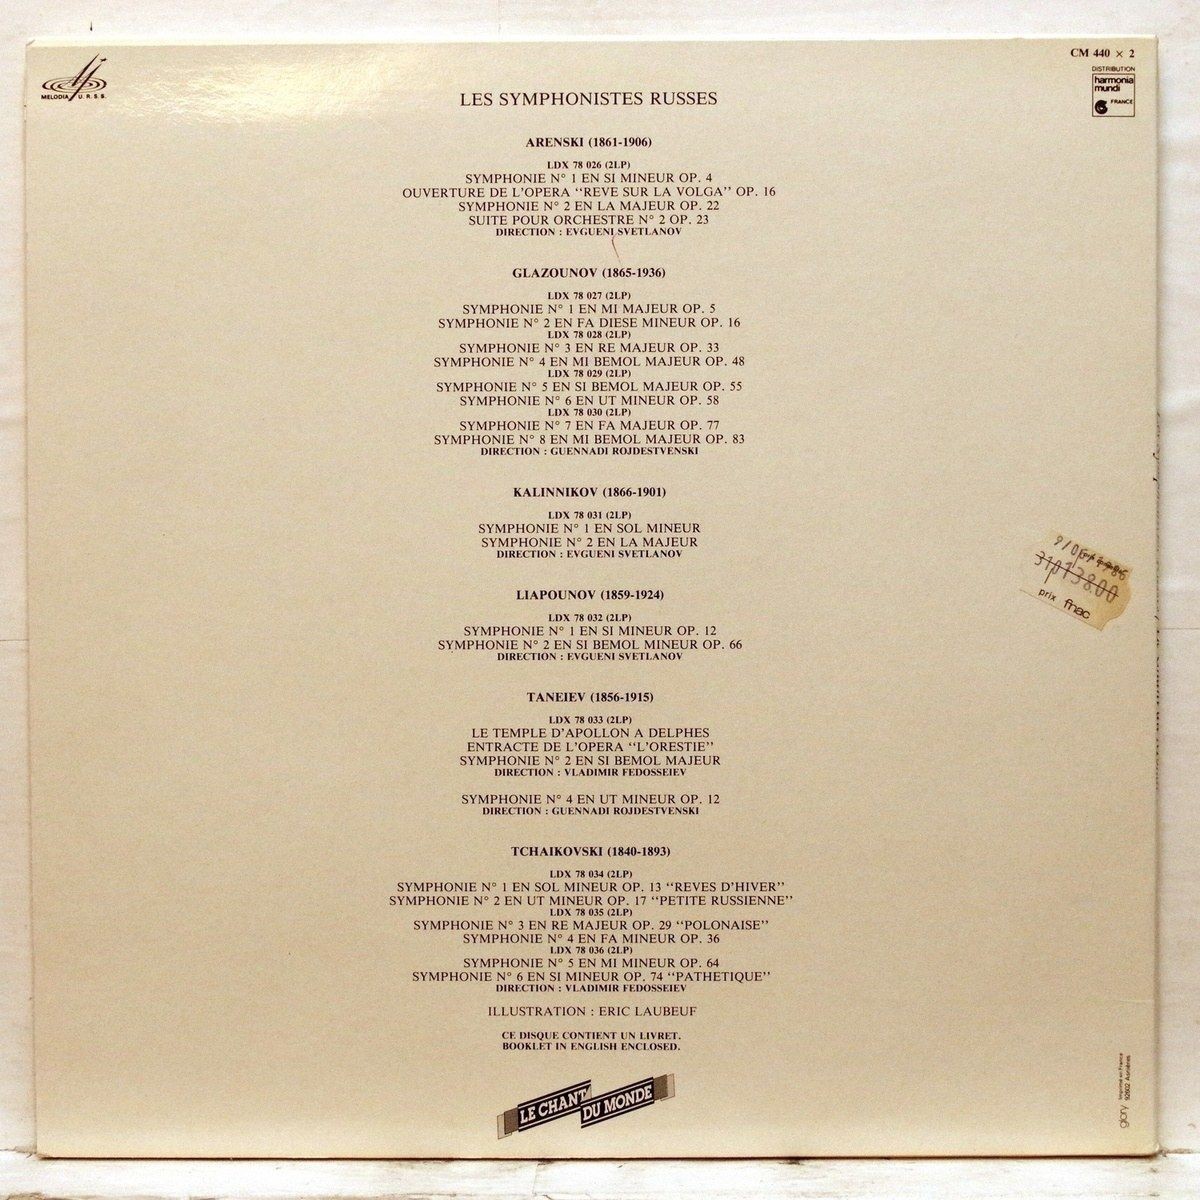 MELODIA U.R.S.S.
CM 440 × 2
DISTRIBUTION
harmonia
mundi
FRANCE
LES SYMPHONISTES RUSSES
ARENSKI (1861-1906)
LDX 78 026 (2LP)
SYMPHONIE N° 1 EN SI MINEUR OP. 4
OUVERTURE DE L'OPERA “REVE SUR LA VOLGA” OP. 16
SYMPHONIE N° 2 EN LA MAJEUR OP. 22
SUITE POUR ORCHESTRE N° 2 OP. 23
DIRECTION : EVGUENI SVETLANOV
GLAZOUNOV (1865-1936)
LDX 78 027 (2LP)
SYMPHONIE N° 1 EN MI MAJEUR OP. 5
SYMPHONIE N° 2 EN FA DIESE MINEUR OP. 16
LDX 78 028 (2LP)
SYMPHONIE N° 3 EN RE MAJEUR OP. 33
SYMPHONIE N° 4 EN MI BEMOL MAJEUR OP. 48
LDX 78 029 (2LP)
SYMPHONIE N° 5 EN SI BEMOL MAJEUR OP. 55
SYMPHONIE N° 6 EN UT MINEUR OP. 58
LDX 78 030 (2LP)
SYMPHONIE N° 7 EN FA MAJEUR OP. 77
SYMPHONIE N° 8 EN MI BEMOL MAJEUR OP. 83
DIRECTION : GUENNADI ROJDESTVENSKI
KALINNIKOV (1866-1901)
LDX 78 031 (2LP)
SYMPHONIE N° 1 EN SOL MINEUR
SYMPHONIE N° 2 EN LA MAJEUR
DIRECTION : EVGUENI SVETLANOV
LIAPOUNOV (1859-1924)
LDX 78 032 (2LP)
SYMPHONIE N° 1 EN SI MINEUR OP. 12
SYMPHONIE N° 2 EN SI BEMOL MINEUR OP. 66
DIRECTION : EVGUENI SVETLANOV
prix fnac
TANEIEV (1856-1915)
LDX 78 033 (2LP)
LE TEMPLE D'APOLLON A DELPHES
ENTRACTE DE L'OPERA “L'ORESTIE”
SYMPHONIE N° 2 EN SI BEMOL MAJEUR
DIRECTION : VLADIMIR FEDOSSEIEV
SYMPHONIE N° 4 EN UT MINEUR OP. 12
DIRECTION : GUENNADI ROJDESTVENSKI
TCHAIKOVSKI (1840-1893)
LDX 78 034 (2LP)
SYMPHONIE N° 1 EN SOL MINEUR OP. 13 “REVES D'HIVER”
SYMPHONIE N° 2 EN UT MINEUR OP. 17 “PETITE RUSSIENNE”
LDX 78 035 (2LP)
SYMPHONIE N° 3 EN RE MAJEUR OP. 29 “POLONAISE”
SYMPHONIE N° 4 EN FA MINEUR OP. 36
LDX 78 036 (2LP)
SYMPHONIE N° 5 EN MI MINEUR OP. 64
SYMPHONIE N° 6 EN SI MINEUR OP. 74 “PATHETIQUE”
DIRECTION : VLADIMIR FEDOSSEIEV
ILLUSTRATION : ERIC LAUBEUF
CE DISQUE CONTIENT UN LIVRET.
BOOKLET IN ENGLISH ENCLOSED.
LE CHANT
DU MONDE
glory
Imprimé en France
92602 Asnières